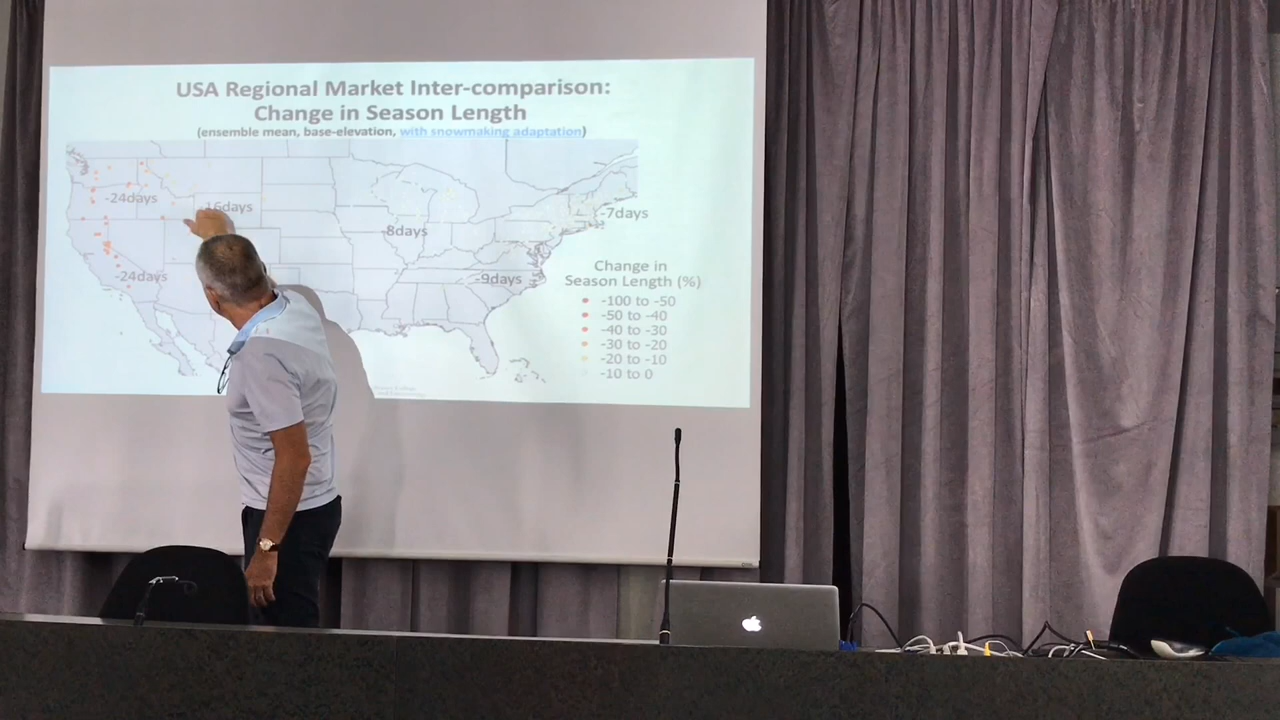 USA Regional Market Inter-comparison:
Change in Season Length
(ensemble mean, base-elevation, with snowmaking adaptation)
-24days
-16days
-7days
-8days
-24days
-9days
Change in
Season Length (%)
-100 to -50
-50 to -40
-40 to -30
-30 to -20
-20 to -10
-10 to 0